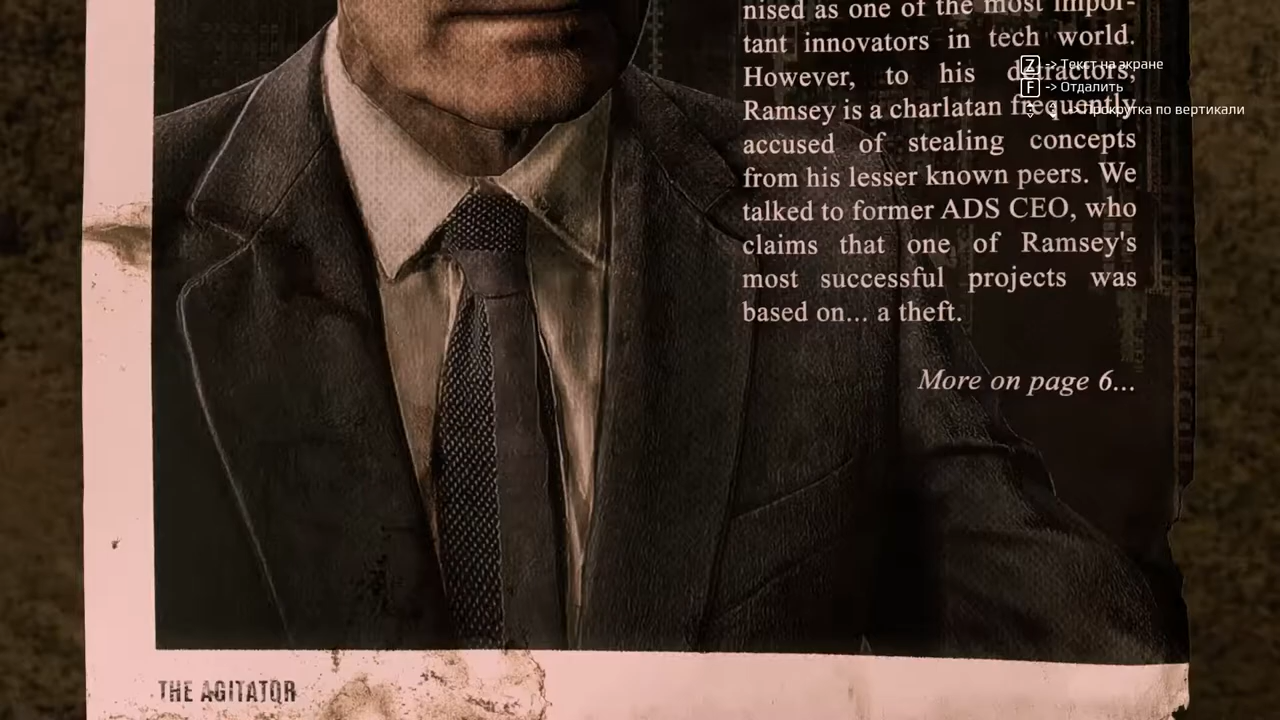 nised as one of the most impor-
tant innovators in tech world.
However, to his detractors,
Ramsey is a charlatan frequently
accused of stealing concepts
from his lesser known peers. We
talked to former ADS CEO, who
claims that one of Ramsey's
most successful projects was
based on... a theft.
More on page 6...
Z -> Текст на экране
F -> Отдалить
-> Прокрутка по вертикали
THE AGITATOR